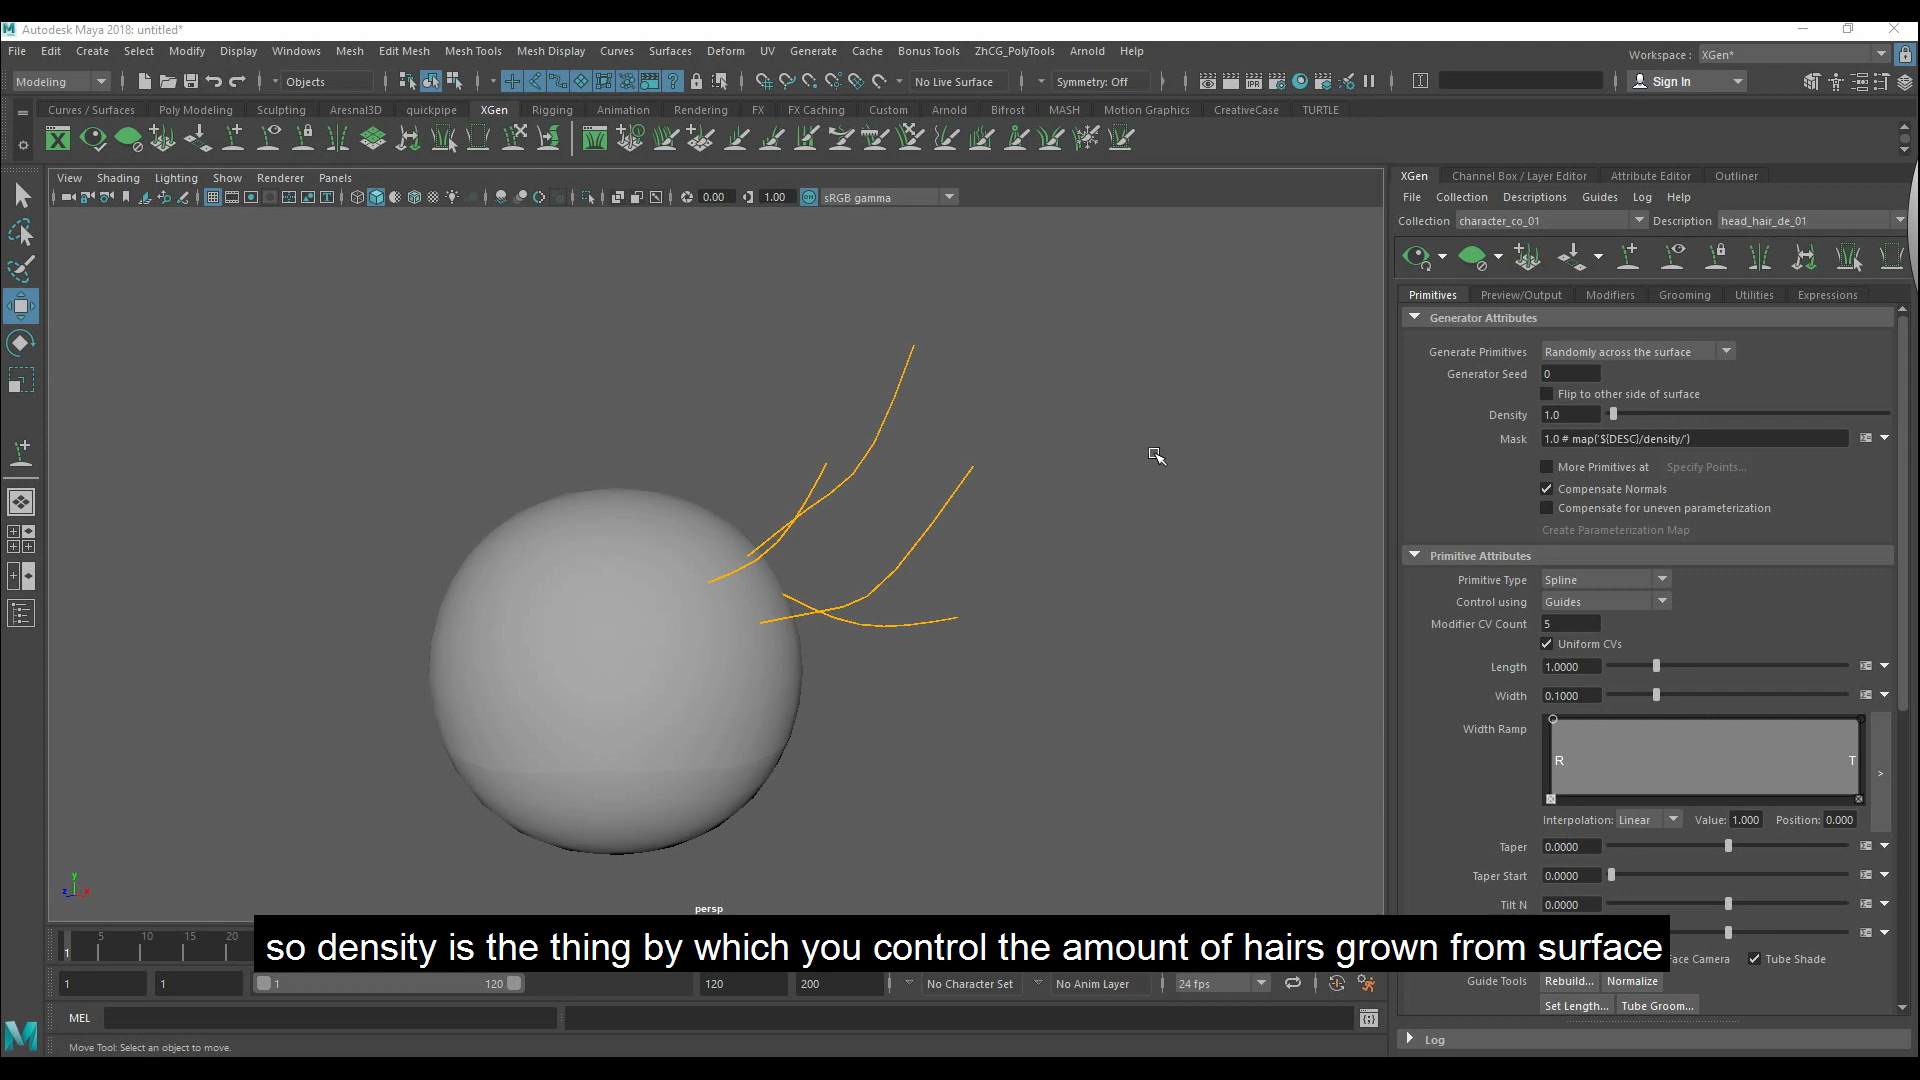 Autodesk Maya 2018: untitled*
File Edit Create Select Modify Display Windows Mesh Edit Mesh Mesh Tools Mesh Display Curves Surfaces Deform UV Generate Cache Bonus Tools ZhCG_PolyTools Arnold Help
Workspace : XGen*
Modeling Objects No Live Surface Symmetry: Off Sign In
Curves / Surfaces Poly Modeling Sculpting Aresnal3D quickpipe XGen Rigging Animation Rendering FX FX Caching Custom Arnold Bifrost MASH Motion Graphics CreativeCase TURTLE
View Shading Lighting Show Renderer Panels
0.00 1.00 sRGB gamma
XGen Channel Box / Layer Editor Attribute Editor Outliner
File Collection Descriptions Guides Log Help
Collection character_co_01 Description head_hair_de_01
Primitives Preview/Output Modifiers Grooming Utilities Expressions
Generator Attributes
Generate Primitives Randomly across the surface
Generator Seed 0
Flip to other side of surface
Density 1.0
Mask 1.0 # map('${DESC}/density/')
More Primitives at Specify Points...
Compensate Normals
Compensate for uneven parameterization
Create Parameterization Map
Primitive Attributes
Primitive Type Spline
Control using Guides
Modifier CV Count 5
Uniform CVs
Length 1.0000
Width 0.1000
Width Ramp
R T
Interpolation: Linear Value: 1.000 Position: 0.000
Taper 0.0000
Taper Start 0.0000
Tilt N 0.0000
ace Camera Tube Shade
Guide Tools Rebuild... Normalize
Set Length... Tube Groom...
Log
y
z x
persp
1 5 10 15 20
so density is the thing by which you control the amount of hairs grown from surface
1 1 1 120 120 200 No Character Set No Anim Layer 24 fps
MEL
Move Tool: Select an object to move.